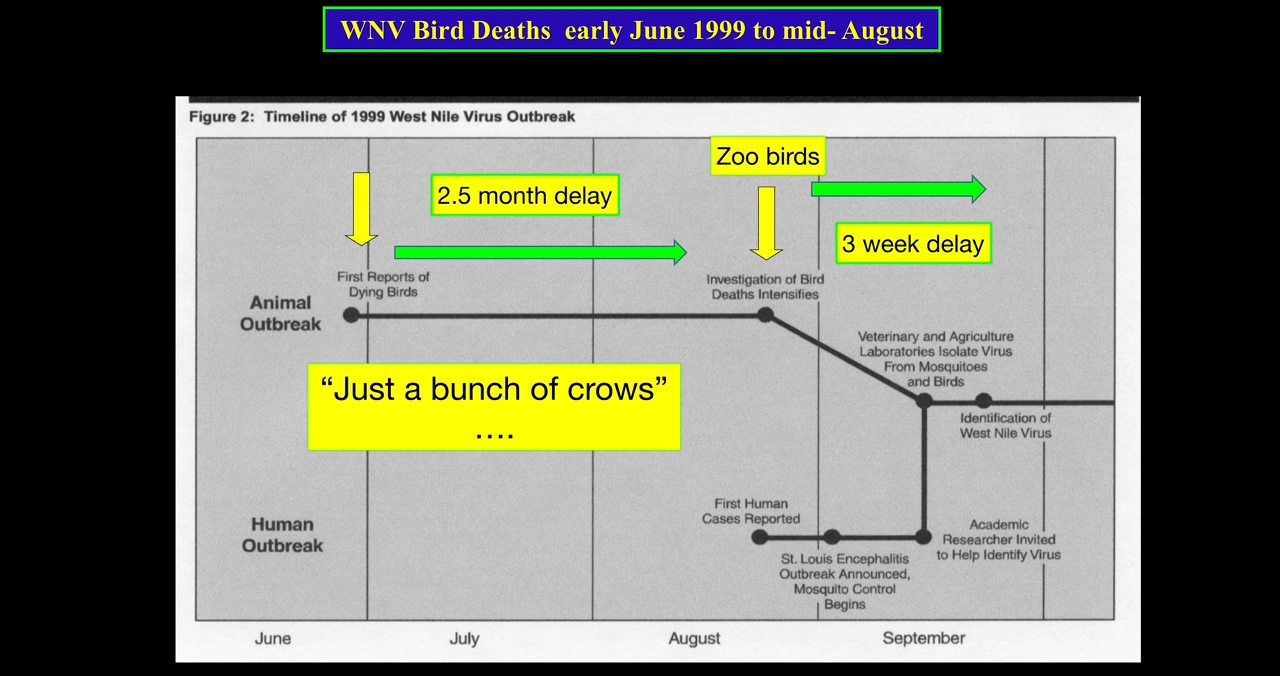 WNV Bird Deaths  early June 1999 to mid- August
Figure 2:  Timeline of 1999 West Nile Virus Outbreak
Zoo birds
2.5 month delay
3 week delay
First Reports of
Dying Birds
Investigation of Bird
Deaths Intensifies
Animal
Outbreak
Veterinary and Agriculture
Laboratories Isolate Virus
From Mosquitoes
and Birds
“Just a bunch of crows”
....
Identification of
West Nile Virus
First Human
Cases Reported
Human
Outbreak
Academic
Researcher Invited
to Help Identify Virus
St. Louis Encephalitis
Outbreak Announced,
Mosquito Control
Begins
June
July
August
September